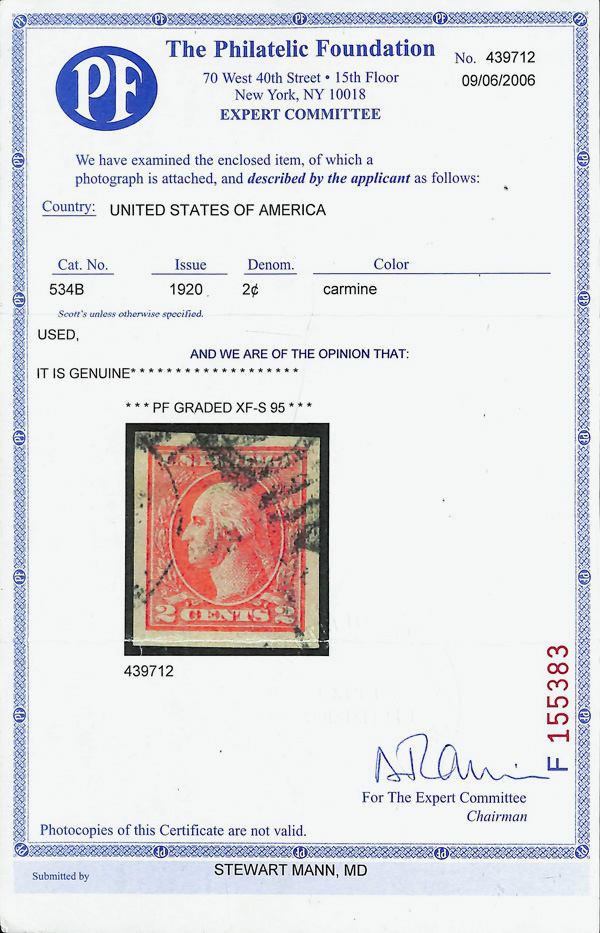 PF
The Philatelic Foundation
70 West 40th Street • 15th Floor
New York, NY 10018
EXPERT COMMITTEE
No. 439712
09/06/2006
We have examined the enclosed item, of which a
photograph is attached, and described by the applicant as follows:
Country: UNITED STATES OF AMERICA
Cat. No. Issue Denom. Color
534B 1920 2¢ carmine
Scott's unless otherwise specified.
USED,
AND WE ARE OF THE OPINION THAT:
IT IS GENUINE* * * * * * * * * * * * * * * * * * *
* * * PF GRADED XF-S 95 * * *
2 CENTS 2
439712
F 155383
For The Expert Committee
Chairman
Photocopies of this Certificate are not valid.
Submitted by STEWART MANN, MD